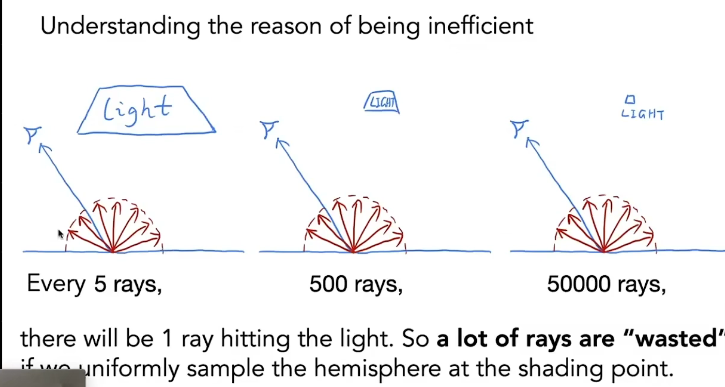 Understanding the reason of being inefficient
Light
LIGHT
LIGHT
Every 5 rays,
500 rays,
50000 rays,
there will be 1 ray hitting the light. So a lot of rays are "wasted"
if we uniformly sample the hemisphere at the shading point.